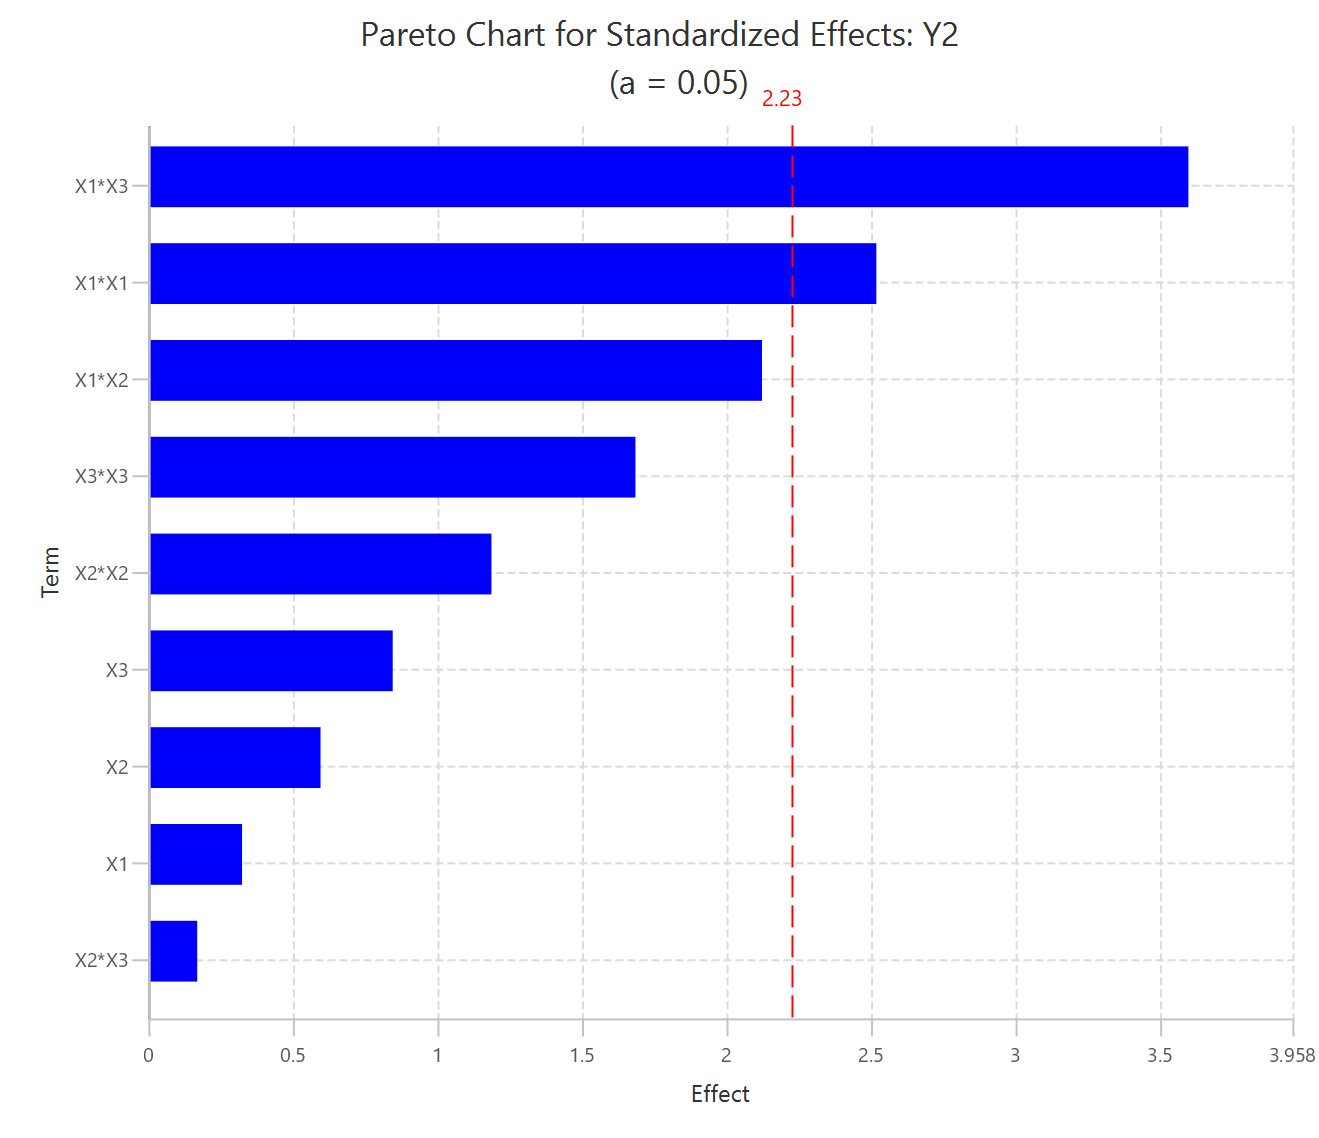 Pareto Chart for Standardized Effects: Y2
(a = 0.05)
2.23
X1*X3
X1*X1
X1*X2
X3*X3
X2*X2
X3
X2
X1
X2*X3
Term
0 0.5 1 1.5 2 2.5 3 3.5 3.958
Effect